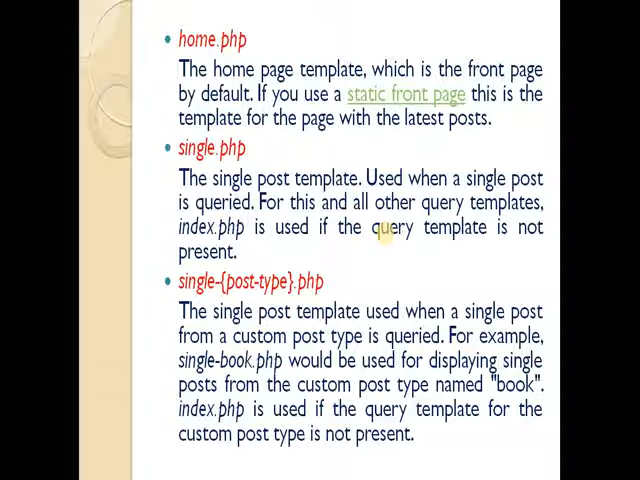 home.php
The home page template, which is the front page
by default. If you use a static front page this is the
template for the page with the latest posts.
single.php
The single post template. Used when a single post
is queried. For this and all other query templates,
index.php is used if the query template is not
present.
single-{post-type}.php
The single post template used when a single post
from a custom post type is queried. For example,
single-book.php would be used for displaying single
posts from the custom post type named "book".
index.php is used if the query template for the
custom post type is not present.